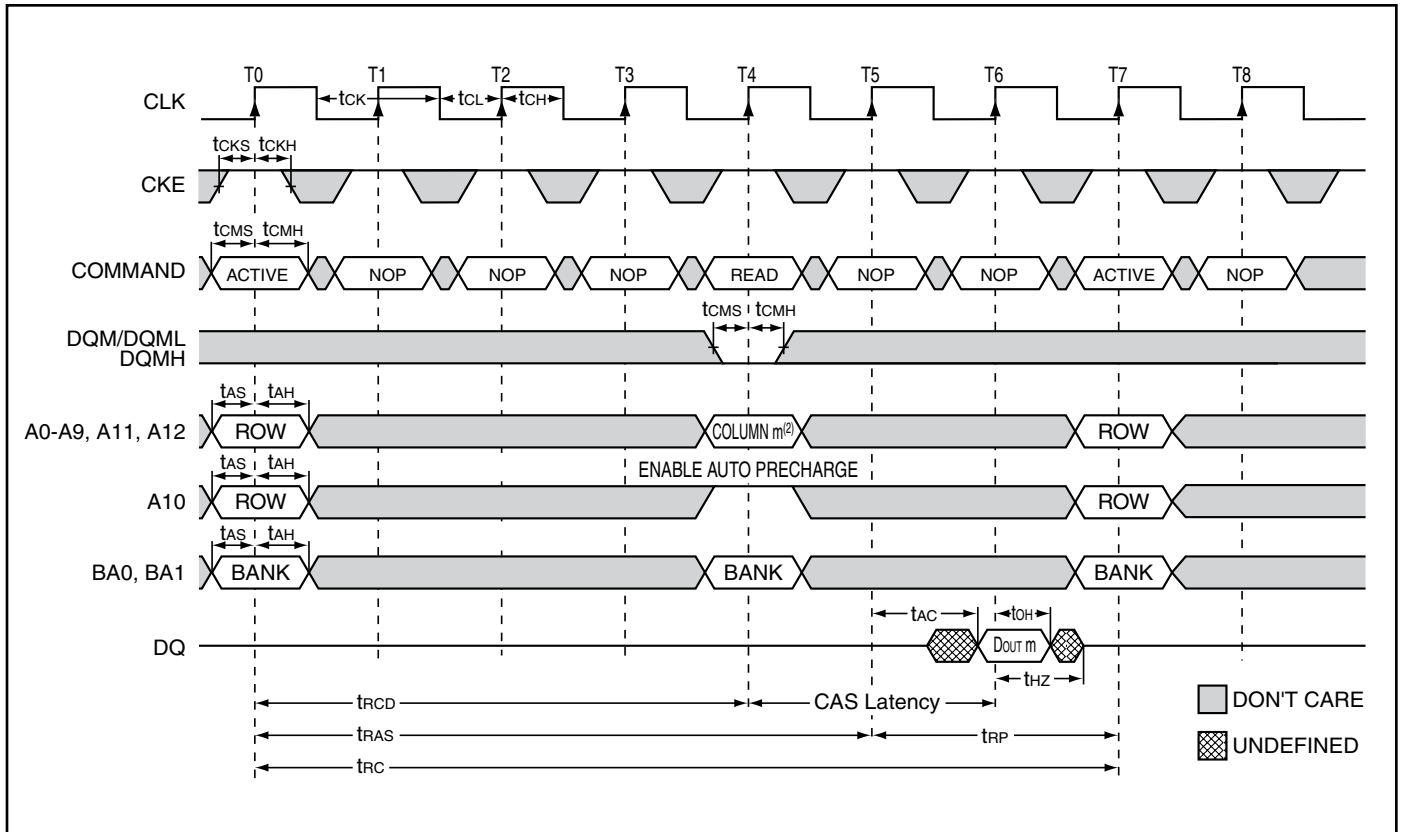 T0 T1 T2 T3 T4 T5 T6 T7 T8
CLK tCK tCL tCH
tCKS tCKH
CKE
tCMS tCMH
COMMAND ACTIVE NOP NOP NOP READ NOP NOP ACTIVE NOP
tCMS tCMH
DQM/DQML
DQMH
tAS tAH
A0-A9, A11, A12 ROW COLUMN m(2) ROW
tAS tAH ENABLE AUTO PRECHARGE
A10 ROW ROW
tAS tAH
BA0, BA1 BANK BANK BANK
tAC tOH
DQ DOUT m
tHZ
tRCD CAS Latency DON'T CARE
tRAS tRP
UNDEFINED
tRC